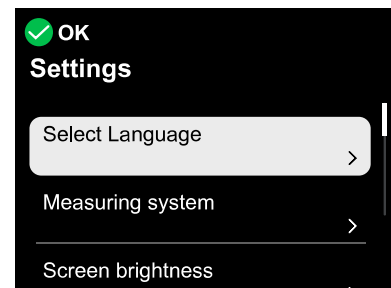 OK
Settings
Select Language
Measuring system
Screen brightness